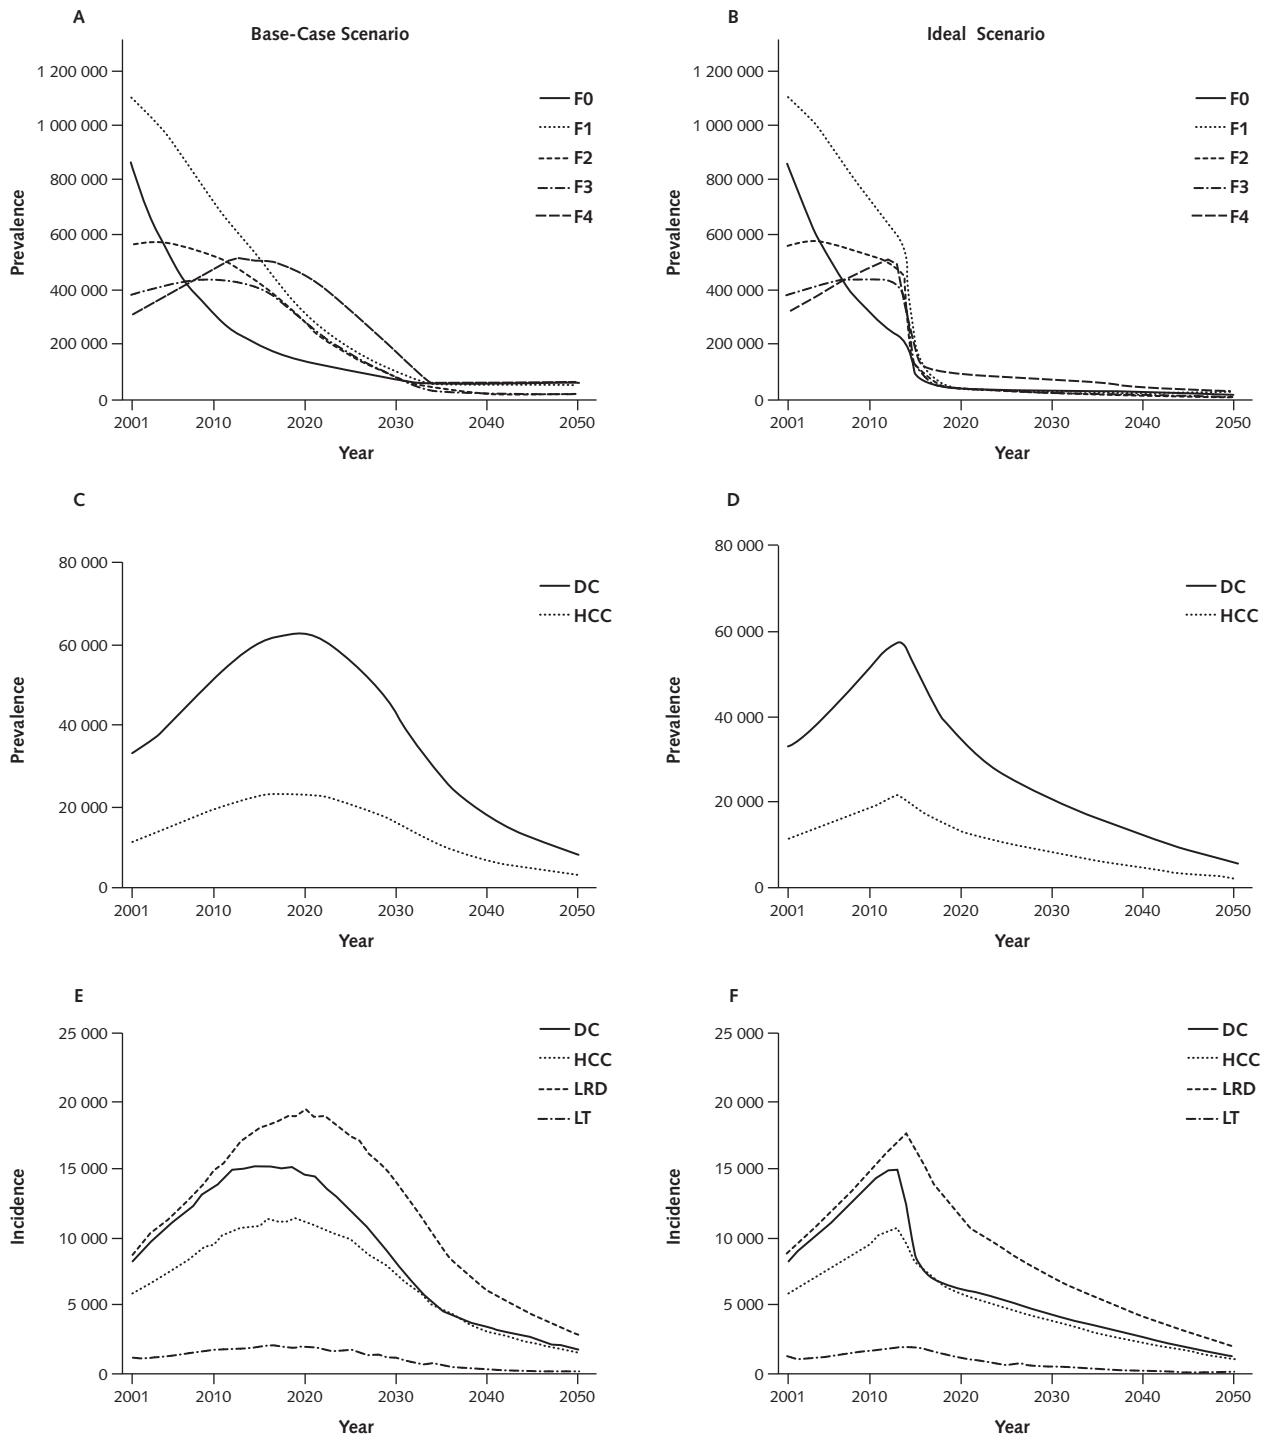 A
Base-Case Scenario
1 200 000
1 000 000
800 000
600 000
400 000
200 000
0
Prevalence
F0
F1
F2
F3
F4
2001 2010 2020 2030 2040 2050
Year
B
Ideal Scenario
1 200 000
1 000 000
800 000
600 000
400 000
200 000
0
Prevalence
F0
F1
F2
F3
F4
2001 2010 2020 2030 2040 2050
Year
C
80 000
60 000
40 000
20 000
0
Prevalence
DC
HCC
2001 2010 2020 2030 2040 2050
Year
D
80 000
60 000
40 000
20 000
0
Prevalence
DC
HCC
2001 2010 2020 2030 2040 2050
Year
E
25 000
20 000
15 000
10 000
5 000
0
Incidence
DC
HCC
LRD
LT
2001 2010 2020 2030 2040 2050
Year
F
25 000
20 000
15 000
10 000
5 000
0
Incidence
DC
HCC
LRD
LT
2001 2010 2020 2030 2040 2050
Year